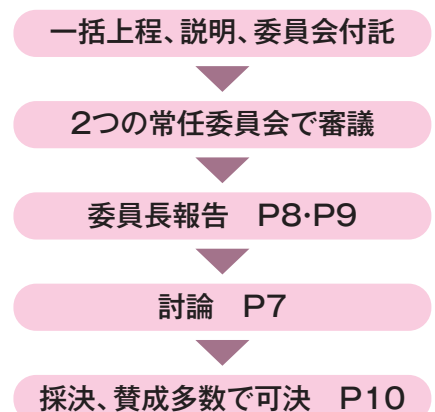 一括上程、説明、委員会付託
2つの常任委員会で審議
委員長報告　P8・P9
討論　P7
採決、賛成多数で可決　P10